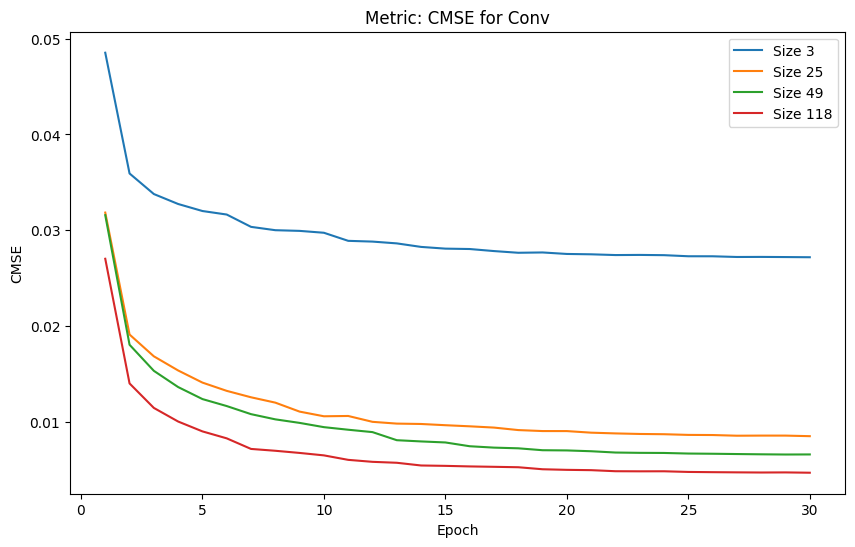 Metric: CMSE for Conv
Size 3
Size 25
Size 49
Size 118
CMSE
0.05
0.04
0.03
0.02
0.01
0 5 10 15 20 25 30
Epoch